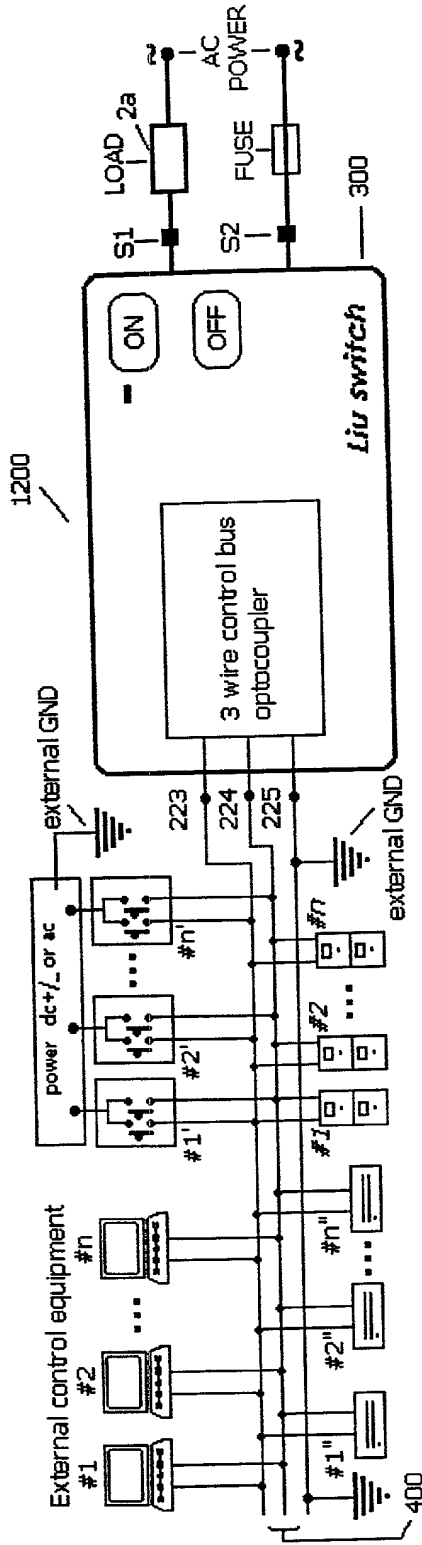 1200
External control equipment
#1
#2
#n
power dc+/_ or ac
external GND
#1'
#2'
#n'
223
224
225
3 wire control bus
optocoupler
ON
OFF
Liu switch
300
S1
S2
LOAD
2a
FUSE
AC
POWER
~
~
#1"
#2"
#n"
#1
#2
#n
external GND
400